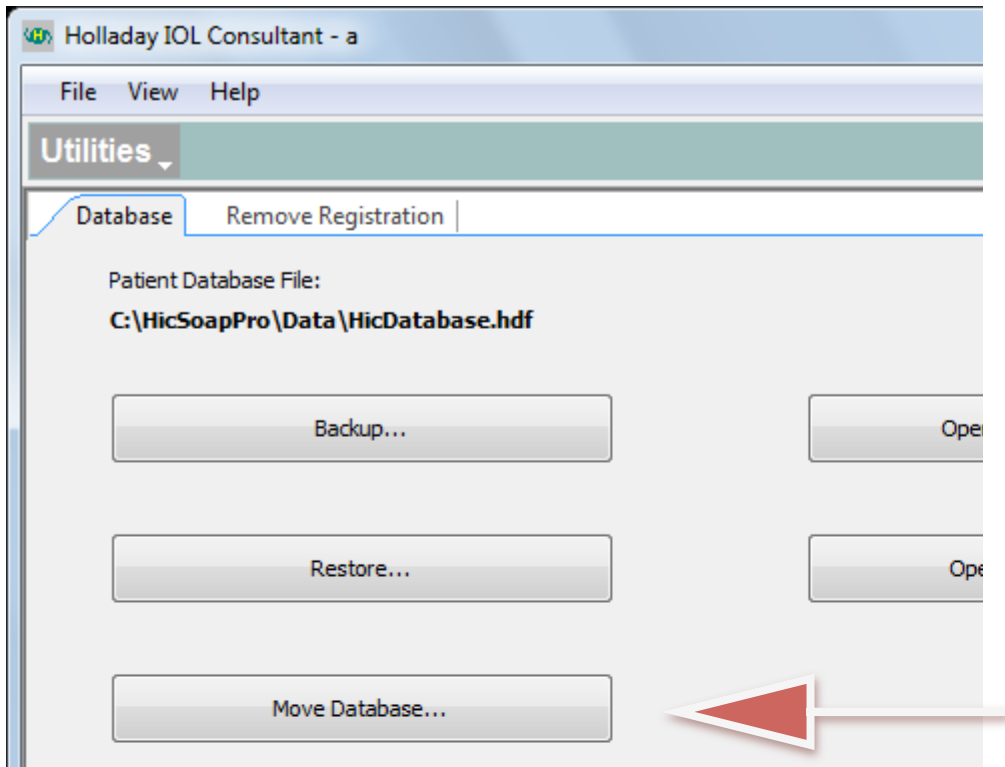 Holladay IOL Consultant - a
File View Help
Utilities
Database Remove Registration
Patient Database File:
C:\HicSoapPro\Data\HicDatabase.hdf
Backup...
Restore...
Move Database...